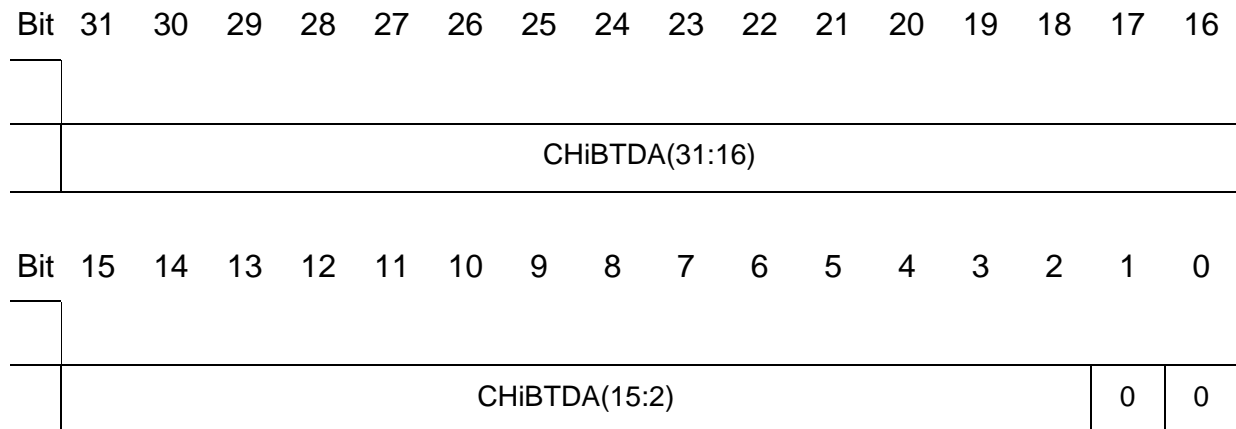 Bit 31 30 29 28 27 26 25 24 23 22 21 20 19 18 17 16
CHiBTDA(31:16)
Bit 15 14 13 12 11 10 9 8 7 6 5 4 3 2 1 0
CHiBTDA(15:2) 0 0